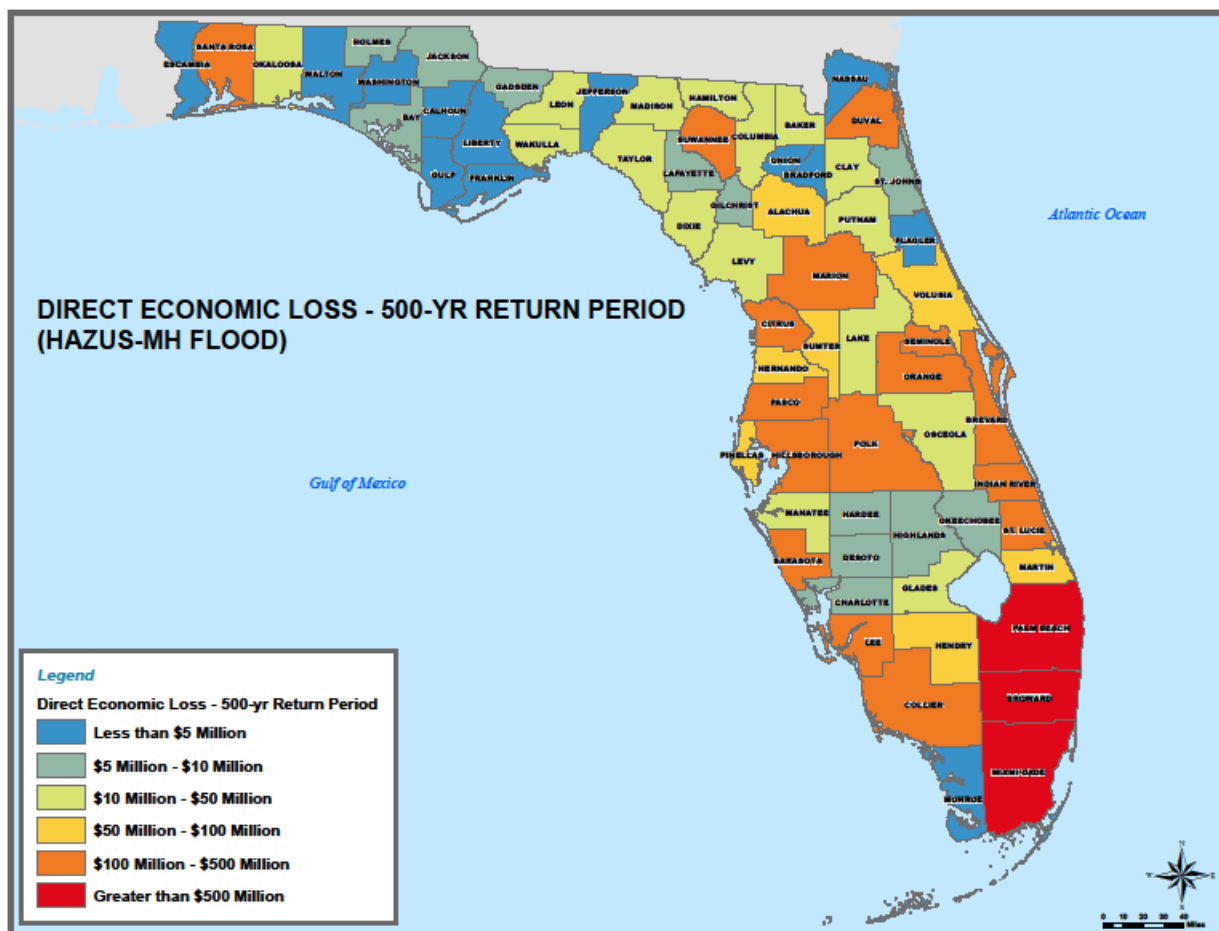 ESCAMBIA
SANTA ROSA
OKALOOSA
WALTON
HOLMES
WASHINGTON
JACKSON
BAY
CALHOUN
GULF
GADSDEN
LIBERTY
FRANKLIN
LEON
WAKULLA
JEFFERSON
MADISON
TAYLOR
HAMILTON
SUWANNEE
LAFAYETTE
COLUMBIA
BAKER
NASSAU
DUVAL
UNION
BRADFORD
CLAY
ST. JOHNS
DIXIE
GILCHRIST
ALACHUA
PUTNAM
FLAGLER
LEVY
MARION
VOLUSIA
Atlantic Ocean
DIRECT ECONOMIC LOSS - 500-YR RETURN PERIOD
(HAZUS-MH FLOOD)
CITRUS
SUMTER
LAKE
SEMINOLE
HERNANDO
ORANGE
PASCO
BREVARD
OSCEOLA
POLK
PINELLAS
HILLSBOROUGH
Gulf of Mexico
INDIAN RIVER
MANATEE
HARDEE
HIGHLANDS
OKEECHOBEE
ST. LUCIE
SARASOTA
DESOTO
MARTIN
CHARLOTTE
GLADES
PALM BEACH
LEE
HENDRY
COLLIER
BROWARD
MIAMI-DADE
MONROE
Legend
Direct Economic Loss - 500-yr Return Period
Less than $5 Million
$5 Million - $10 Million
$10 Million - $50 Million
$50 Million - $100 Million
$100 Million - $500 Million
Greater than $500 Million
N
W
E
S
0 10 20 30 40
Miles